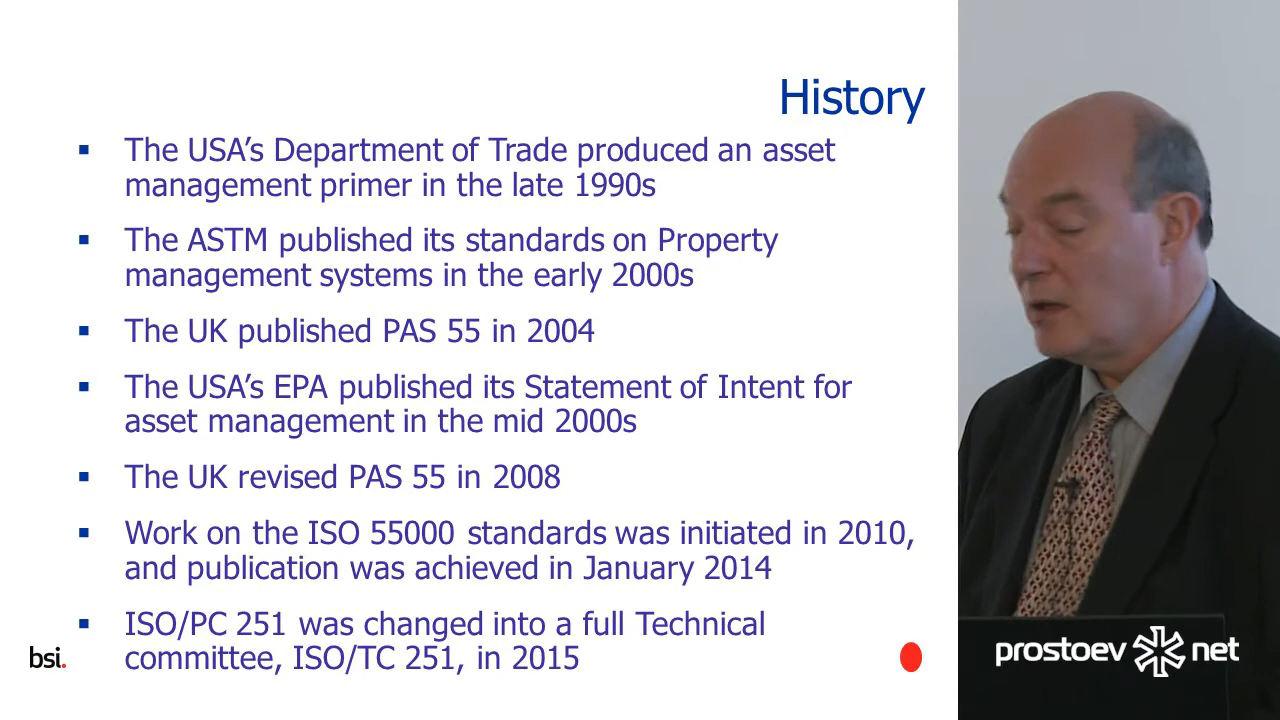 History
▪ The USA's Department of Trade produced an asset
management primer in the late 1990s
▪ The ASTM published its standards on Property
management systems in the early 2000s
▪ The UK published PAS 55 in 2004
▪ The USA's EPA published its Statement of Intent for
asset management in the mid 2000s
▪ The UK revised PAS 55 in 2008
▪ Work on the ISO 55000 standards was initiated in 2010,
and publication was achieved in January 2014
▪ ISO/PC 251 was changed into a full Technical
committee, ISO/TC 251, in 2015
bsi.
prostoev net